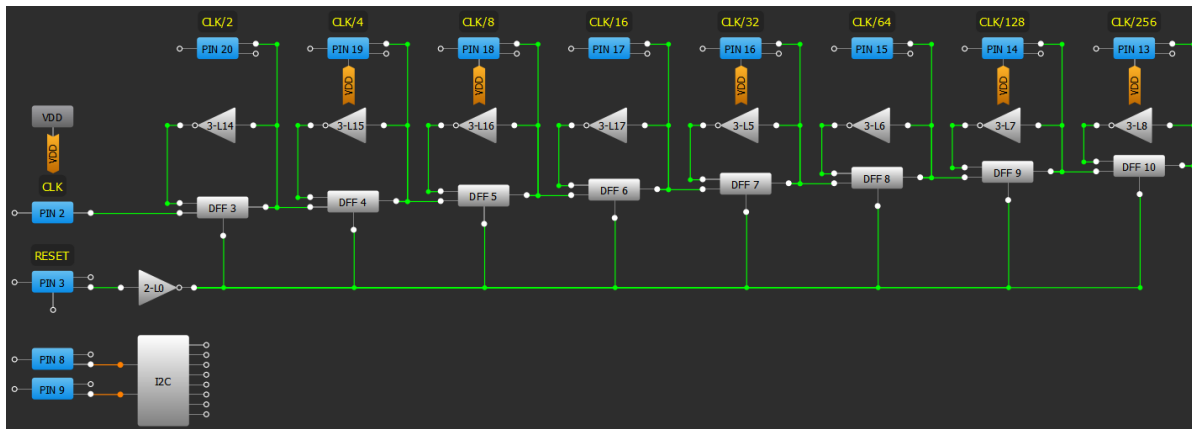 CLK/2 CLK/4 CLK/8 CLK/16 CLK/32 CLK/64 CLK/128 CLK/256
PIN 20 PIN 19 PIN 18 PIN 17 PIN 16 PIN 15 PIN 14 PIN 13
VDD VDD VDD VDD VDD
VDD
3-L14 3-L15 3-L16 3-L17 3-L5 3-L6 3-L7 3-L8
VDD
CLK
PIN 2
DFF 3 DFF 4 DFF 5 DFF 6 DFF 7 DFF 8 DFF 9 DFF 10
RESET
PIN 3 2-L0
PIN 8
I2C
PIN 9